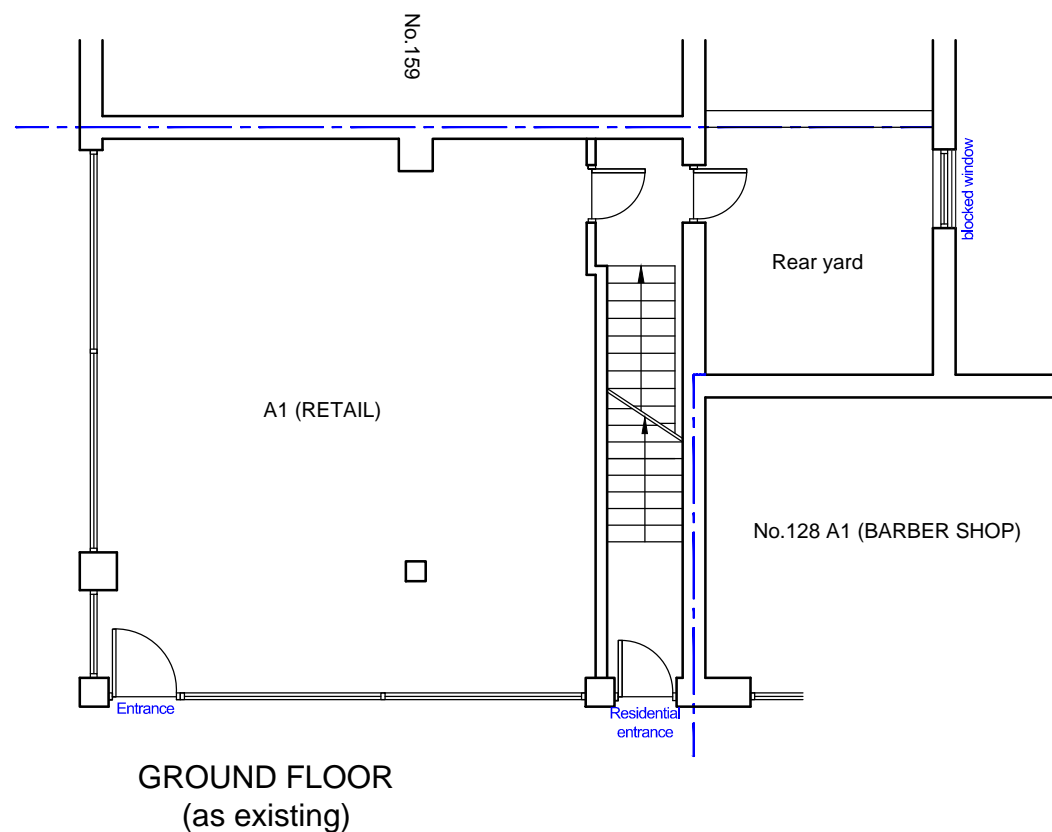 No.159
blocked window
Rear yard
A1 (RETAIL)
No.128 A1 (BARBER SHOP)
Entrance
Residential
entrance
GROUND FLOOR
(as existing)